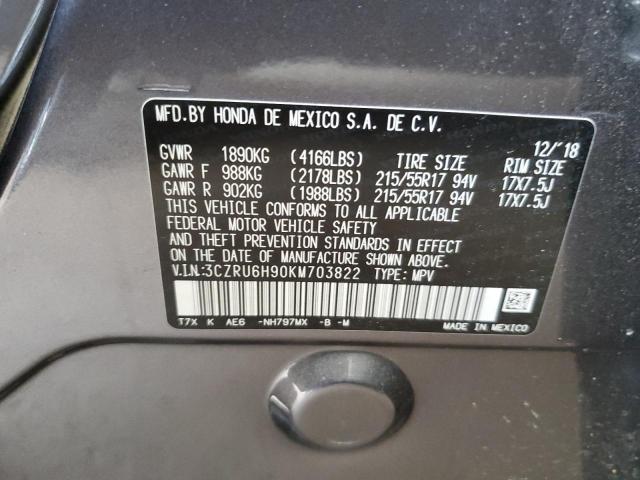 MFD.BY HONDA DE MEXICO S.A. DE C.V.
12/'18
GVWR 1890KG (4166LBS) TIRE SIZE RIM SIZE
GAWR F 988KG (2178LBS) 215/55R17 94V 17X7.5J
GAWR R 902KG (1988LBS) 215/55R17 94V 17X7.5J
THIS VEHICLE CONFORMS TO ALL APPLICABLE
FEDERAL MOTOR VEHICLE SAFETY
AND THEFT PREVENTION STANDARDS IN EFFECT
ON THE DATE OF MANUFACTURE SHOWN ABOVE.
V.I.N:3CZRU6H90KM703822 TYPE: MPV
T7X K AE6 -NH797MX -B -M
MADE IN MEXICO